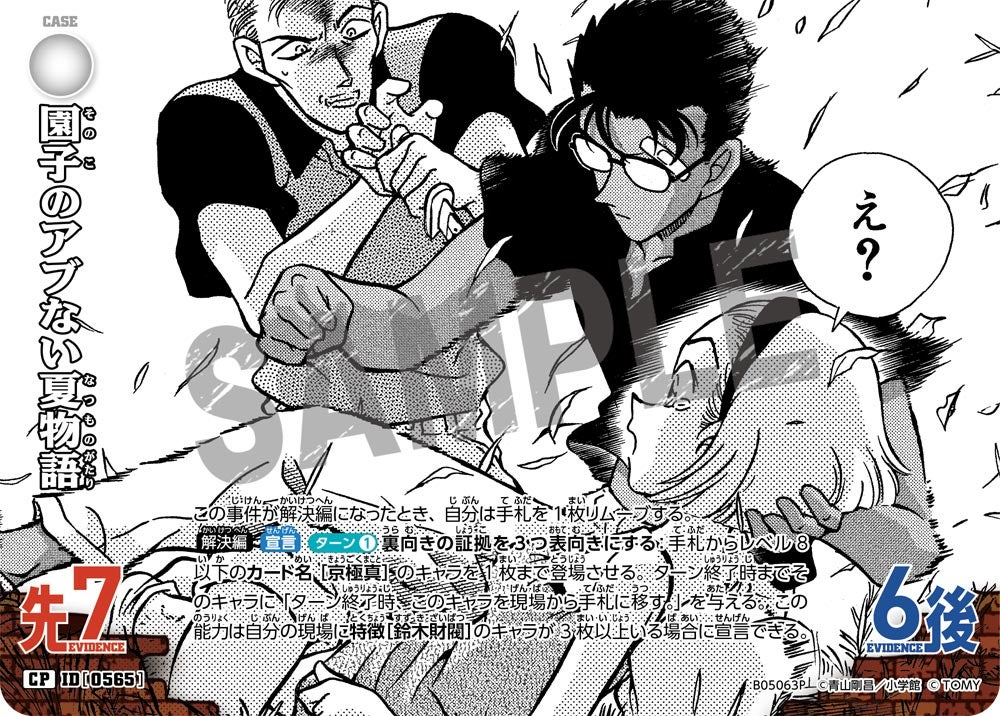 CASE
園子のアブない夏物語
え?
SAMPLE
この事件が解決編になったとき、自分は手札を1枚リムーブする。
解決編 宣言 ターン① 裏向きの証拠を3つ表向きにする:手札からレベル8
以下のカード名[京極真]のキャラを1枚まで登場させる。ターン終了時までそ
のキャラに「ターン終了時、このキャラを現場から手札に移す。」を与える。この
能力は自分の現場に特徴[鈴木財閥]のキャラが3枚以上いる場合に宣言できる。
先7
EVIDENCE
6後
EVIDENCE
CP ID[0565]
B05063P ©青山剛昌/小学館 © TOMY